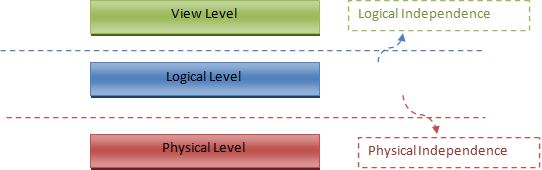 View Level
Logical Independence
Logical Level
Physical Level
Physical Independence